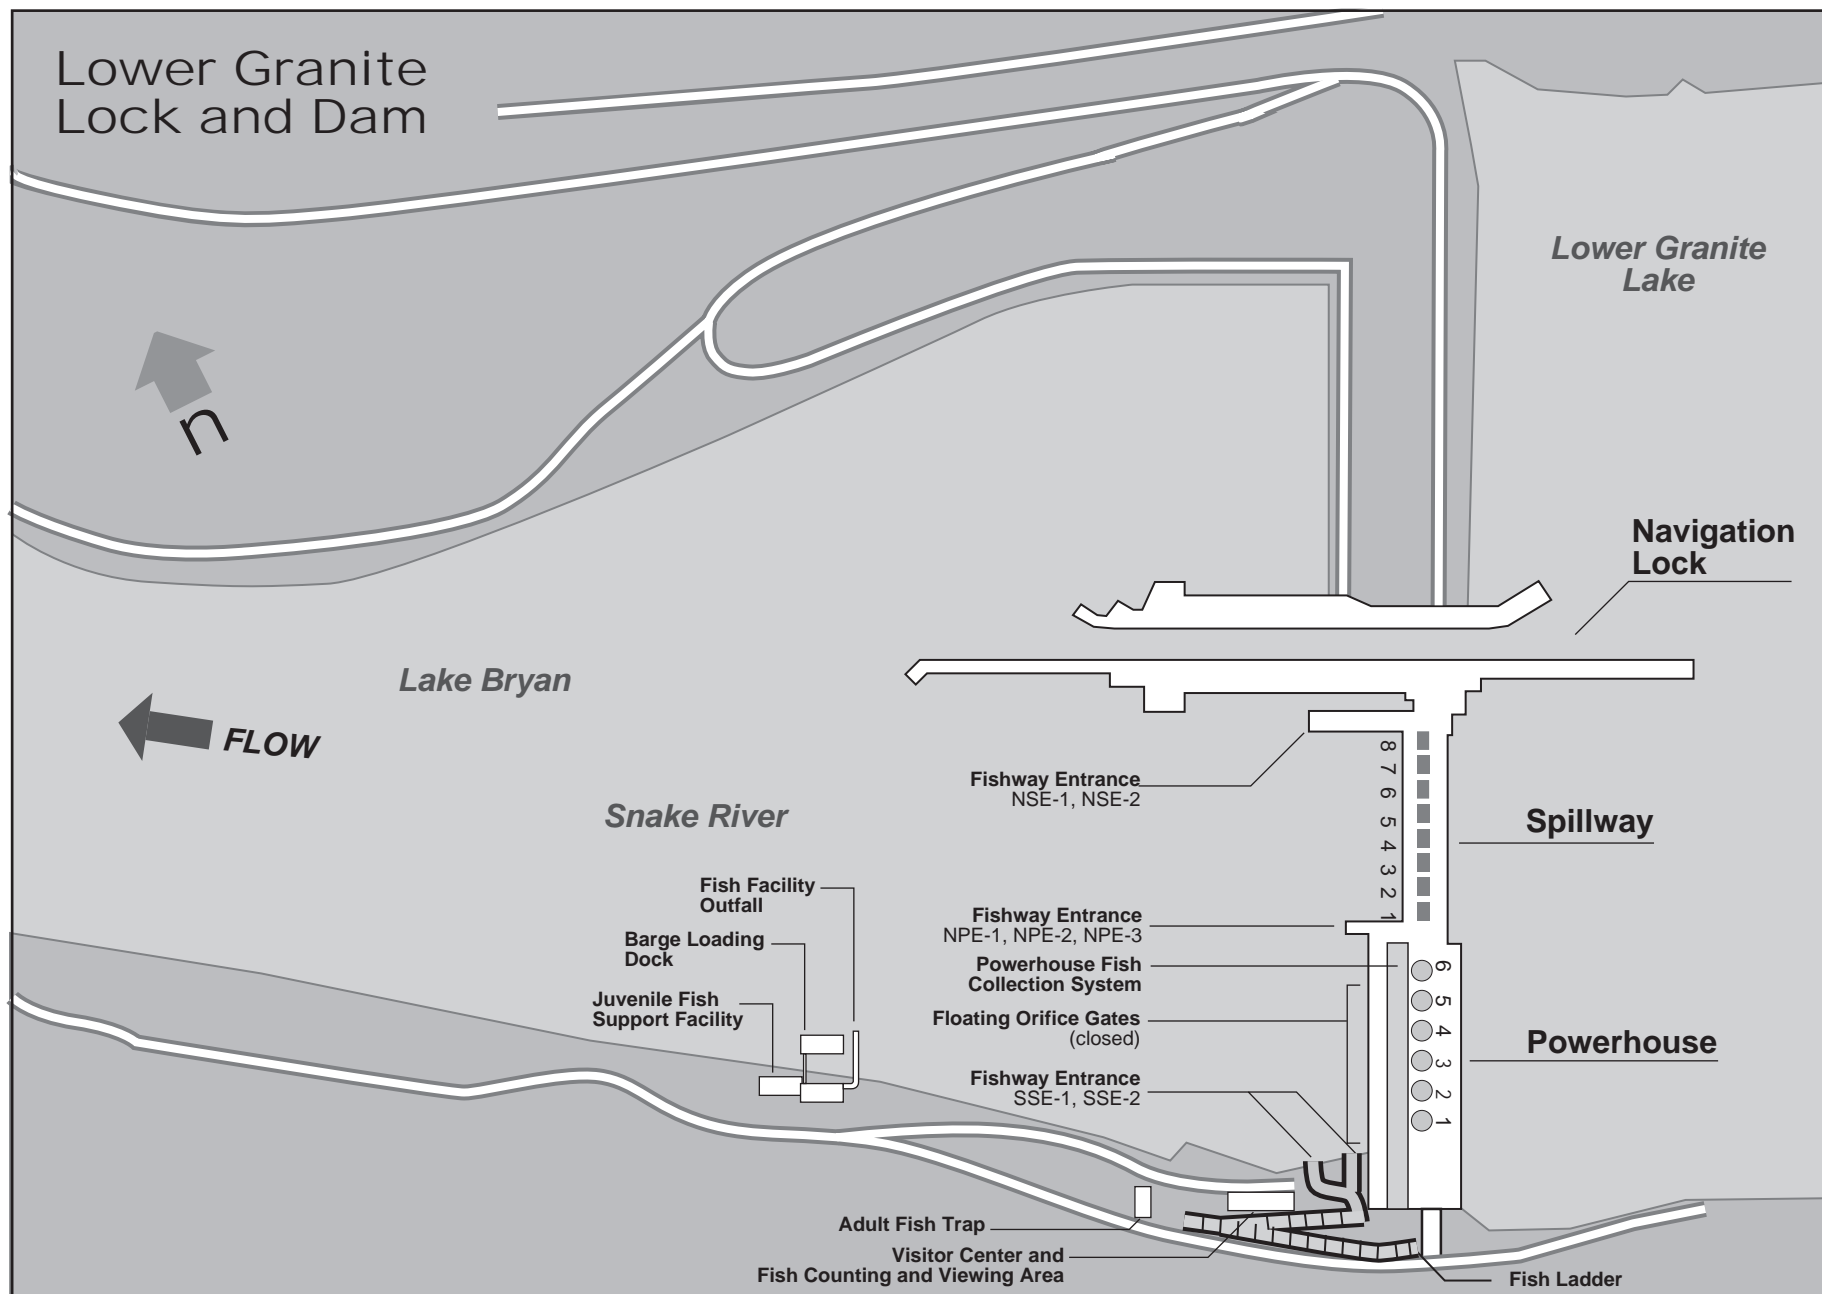 Lower Granite
Lock and Dam
Lower Granite
Lake
n
Navigation
Lock
Lake Bryan
FLOW
Snake River
Fishway Entrance
NSE-1, NSE-2
8
7
6
5
4
3
2
1
Spillway
Fish Facility
Outfall
Barge Loading
Dock
Juvenile Fish
Support Facility
Fishway Entrance
NPE-1, NPE-2, NPE-3
Powerhouse Fish
Collection System
Floating Orifice Gates
(closed)
Fishway Entrance
SSE-1, SSE-2
6
5
4
3
2
1
Powerhouse
Adult Fish Trap
Visitor Center and
Fish Counting and Viewing Area
Fish Ladder